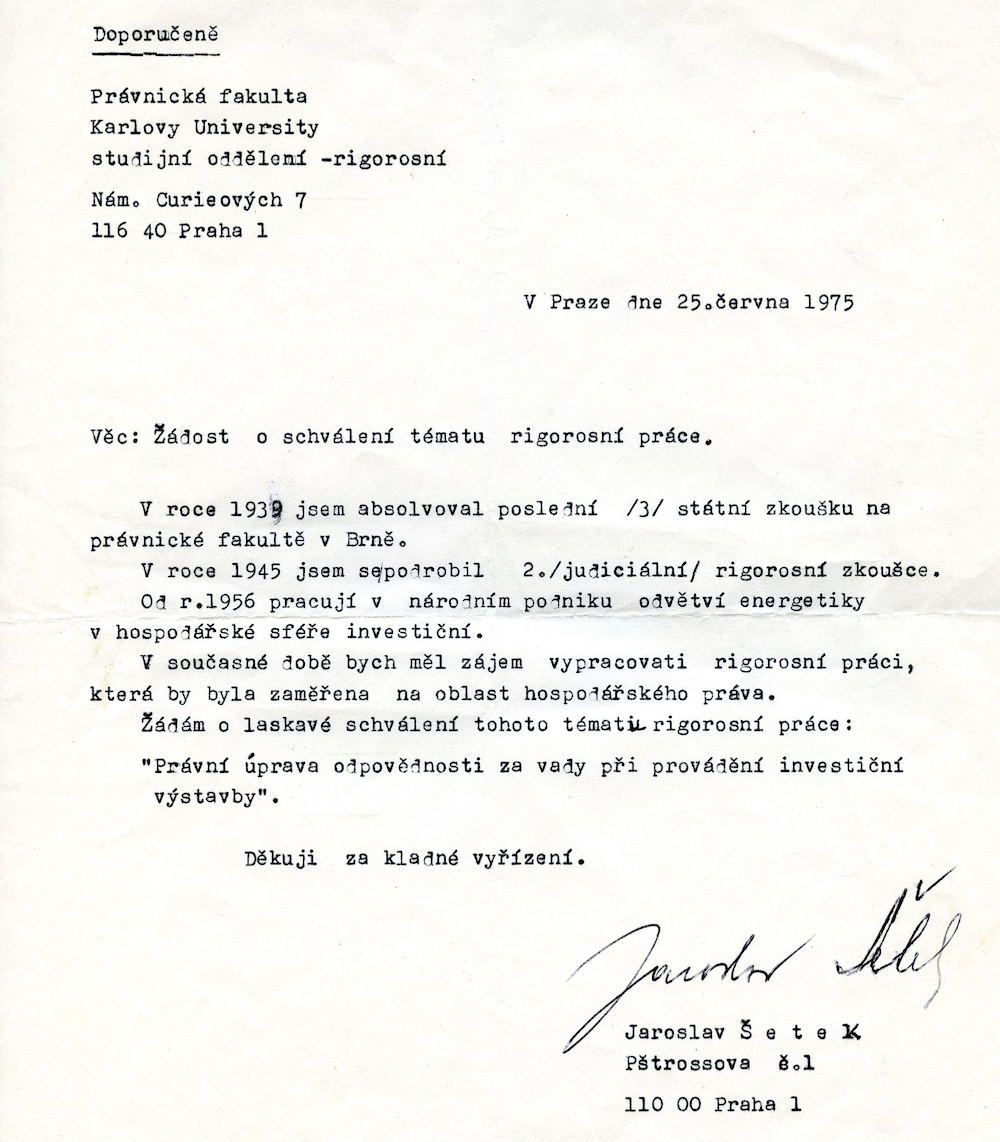 Doporučeně
Právnická fakulta
Karlovy University
studijní oddělení -rigorosní
Nám. Curieových 7
116 40 Praha 1
V Praze dne 25.června 1975
Věc: Žádost o schválení tématu rigorosní práce.
V roce 1939 jsem absolvoval poslední /3/ státní zkoušku na
právnické fakultě v Brně.
V roce 1945 jsem se podrobil 2./judiciální/ rigorosní zkoušce.
Od r.1956 pracují v národním podniku odvětví energetiky
v hospodářské sféře investiční.
V současné době bych měl zájem vypracovati rigorosní práci,
která by byla zaměřena na oblast hospodářského práva.
Žádám o laskavé schválení tohoto tématu rigorosní práce:
"Právní úprava odpovědnosti za vady při provádění investiční
výstavby".
Děkuji za kladné vyřízení.
Jaroslav Šetek
Jaroslav Š e t e k
Pštrossova č.1
110 00 Praha 1